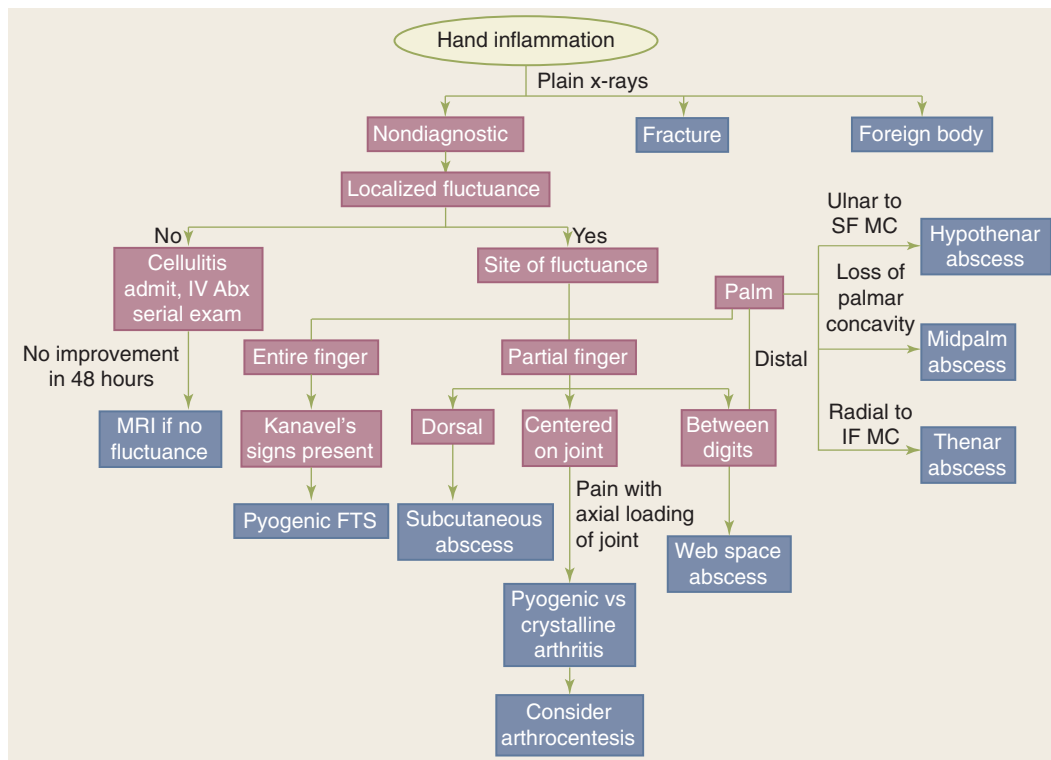 Hand inflammation
Plain x-rays
Nondiagnostic
Fracture
Foreign body
Localized fluctuance
No
Yes
Cellulitis
admit, IV Abx
serial exam
Site of fluctuance
Palm
Ulnar to
SF MC
Hypothenar
abscess
Loss of
palmar
concavity
Midpalm
abscess
Radial to
IF MC
Thenar
abscess
No improvement
in 48 hours
MRI if no
fluctuance
Entire finger
Partial finger
Distal
Kanavel's
signs present
Dorsal
Centered
on joint
Between
digits
Pyogenic FTS
Subcutaneous
abscess
Pain with
axial loading
of joint
Web space
abscess
Pyogenic vs
crystalline
arthritis
Consider
arthrocentesis